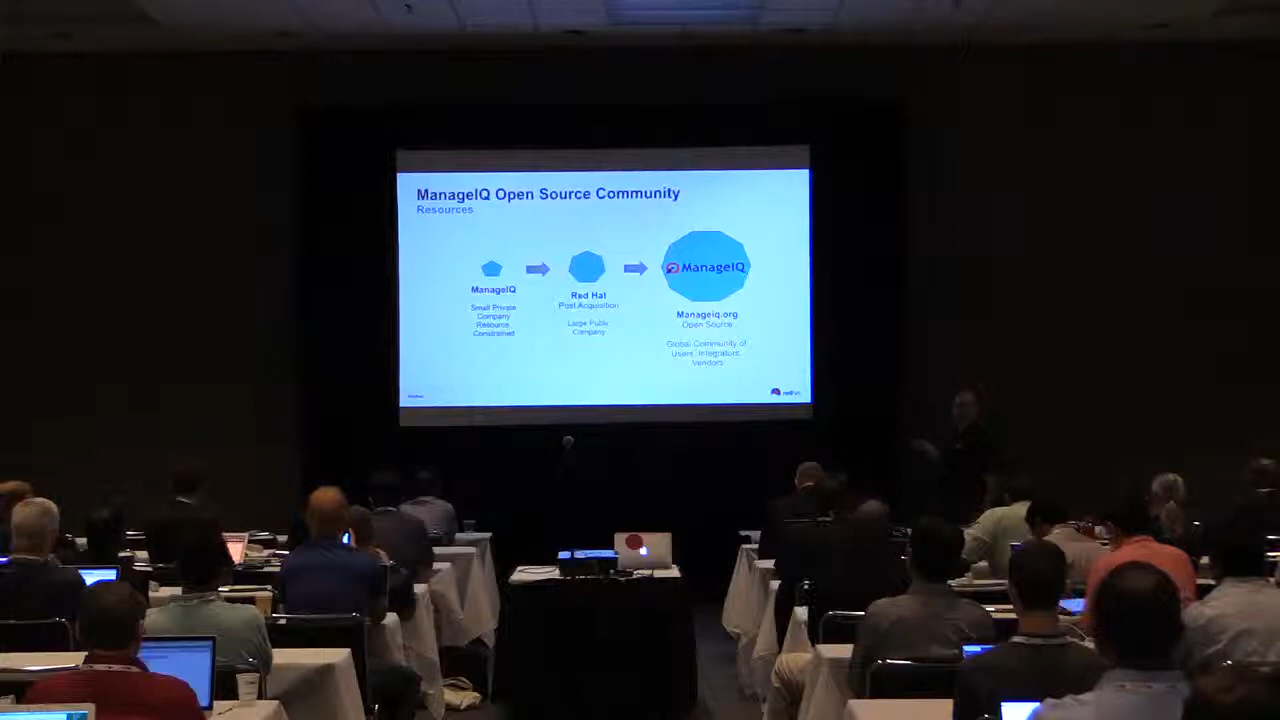 ManageIQ Open Source Community
Resources
ManageIQ
ManageIQ
Small Private
Company
Resource
Constrained
Red Hat
Post Acquisition
Large Public
Company
Manageiq.org
Open Source
Global Community of
Users, Integrators,
Vendors
redhat